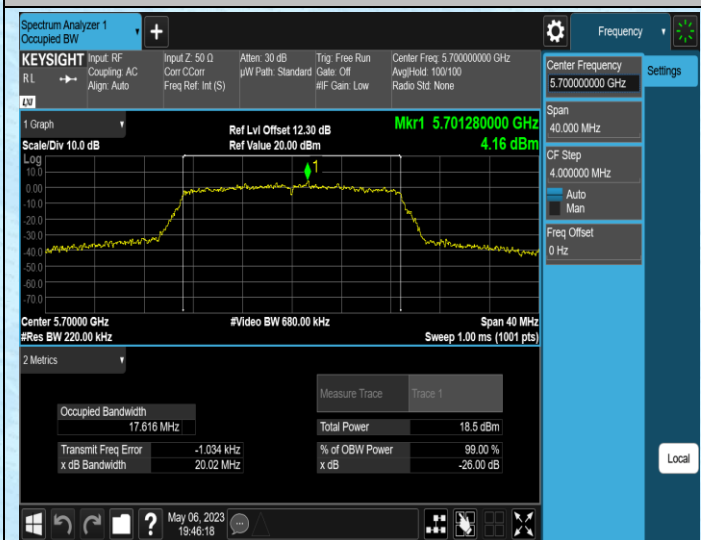 Spectrum Analyzer 1
Occupied BW
+
Frequency
KEYSIGHT
R L
LXI
Input: RF
Coupling: AC
Align: Auto
Input Z: 50 Ω
Corr CCorr
Freq Ref: Int (S)
Atten: 30 dB
µW Path: Standard
Trig: Free Run
Gate: Off
#IF Gain: Low
Center Freq: 5.700000000 GHz
Avg|Hold: 100/100
Radio Std: None
1 Graph
Scale/Div 10.0 dB
Ref Lvl Offset 12.30 dB
Ref Value 20.00 dBm
Mkr1 5.701280000 GHz
4.16 dBm
Log
10.0
0.00
-10.0
-20.0
-30.0
-40.0
-50.0
-60.0
-70.0
1
Center 5.70000 GHz
#Res BW 220.00 kHz
#Video BW 680.00 kHz
Span 40 MHz
Sweep 1.00 ms (1001 pts)
2 Metrics
Measure Trace Trace 1
Occupied Bandwidth
17.616 MHz
Total Power 18.5 dBm
Transmit Freq Error -1.034 kHz
% of OBW Power 99.00 %
x dB Bandwidth 20.02 MHz
x dB -26.00 dB
?
May 06, 2023
19:46:18
Center Frequency
5.700000000 GHz
Settings
Span
40.000 MHz
CF Step
4.000000 MHz
Auto
Man
Freq Offset
0 Hz
Local